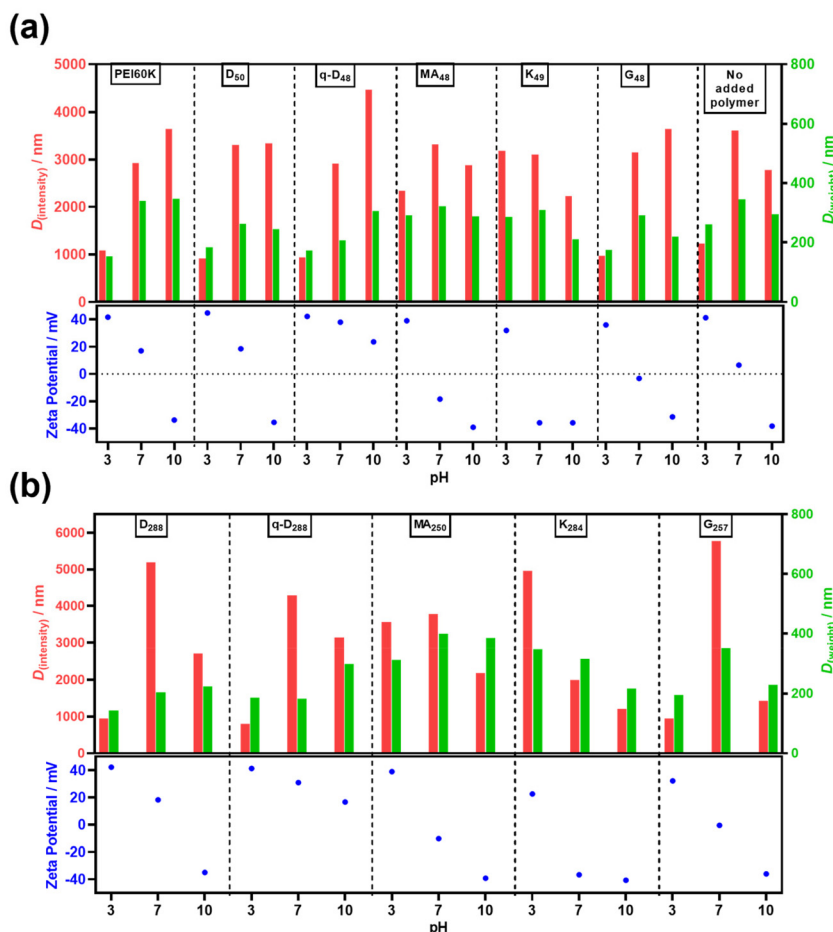 (a)
PEI60K D50 q-D48 MA48 K49 G48 No added polymer
5000 800
4000 600
3000 400
2000 200
1000
0 0
D(intensity) / nm
D(weight) / nm
40
20
0
-20
-40
Zeta Potential / mV
3 7 10 3 7 10 3 7 10 3 7 10 3 7 10 3 7 10 3 7 10
pH
(b)
D288 q-D288 MA250 K284 G257
6000 800
5000 600
4000 400
3000 200
2000
1000
0 0
D(intensity) / nm
D(weight) / nm
40
20
0
-20
-40
Zeta Potential / mV
3 7 10 3 7 10 3 7 10 3 7 10 3 7 10
pH